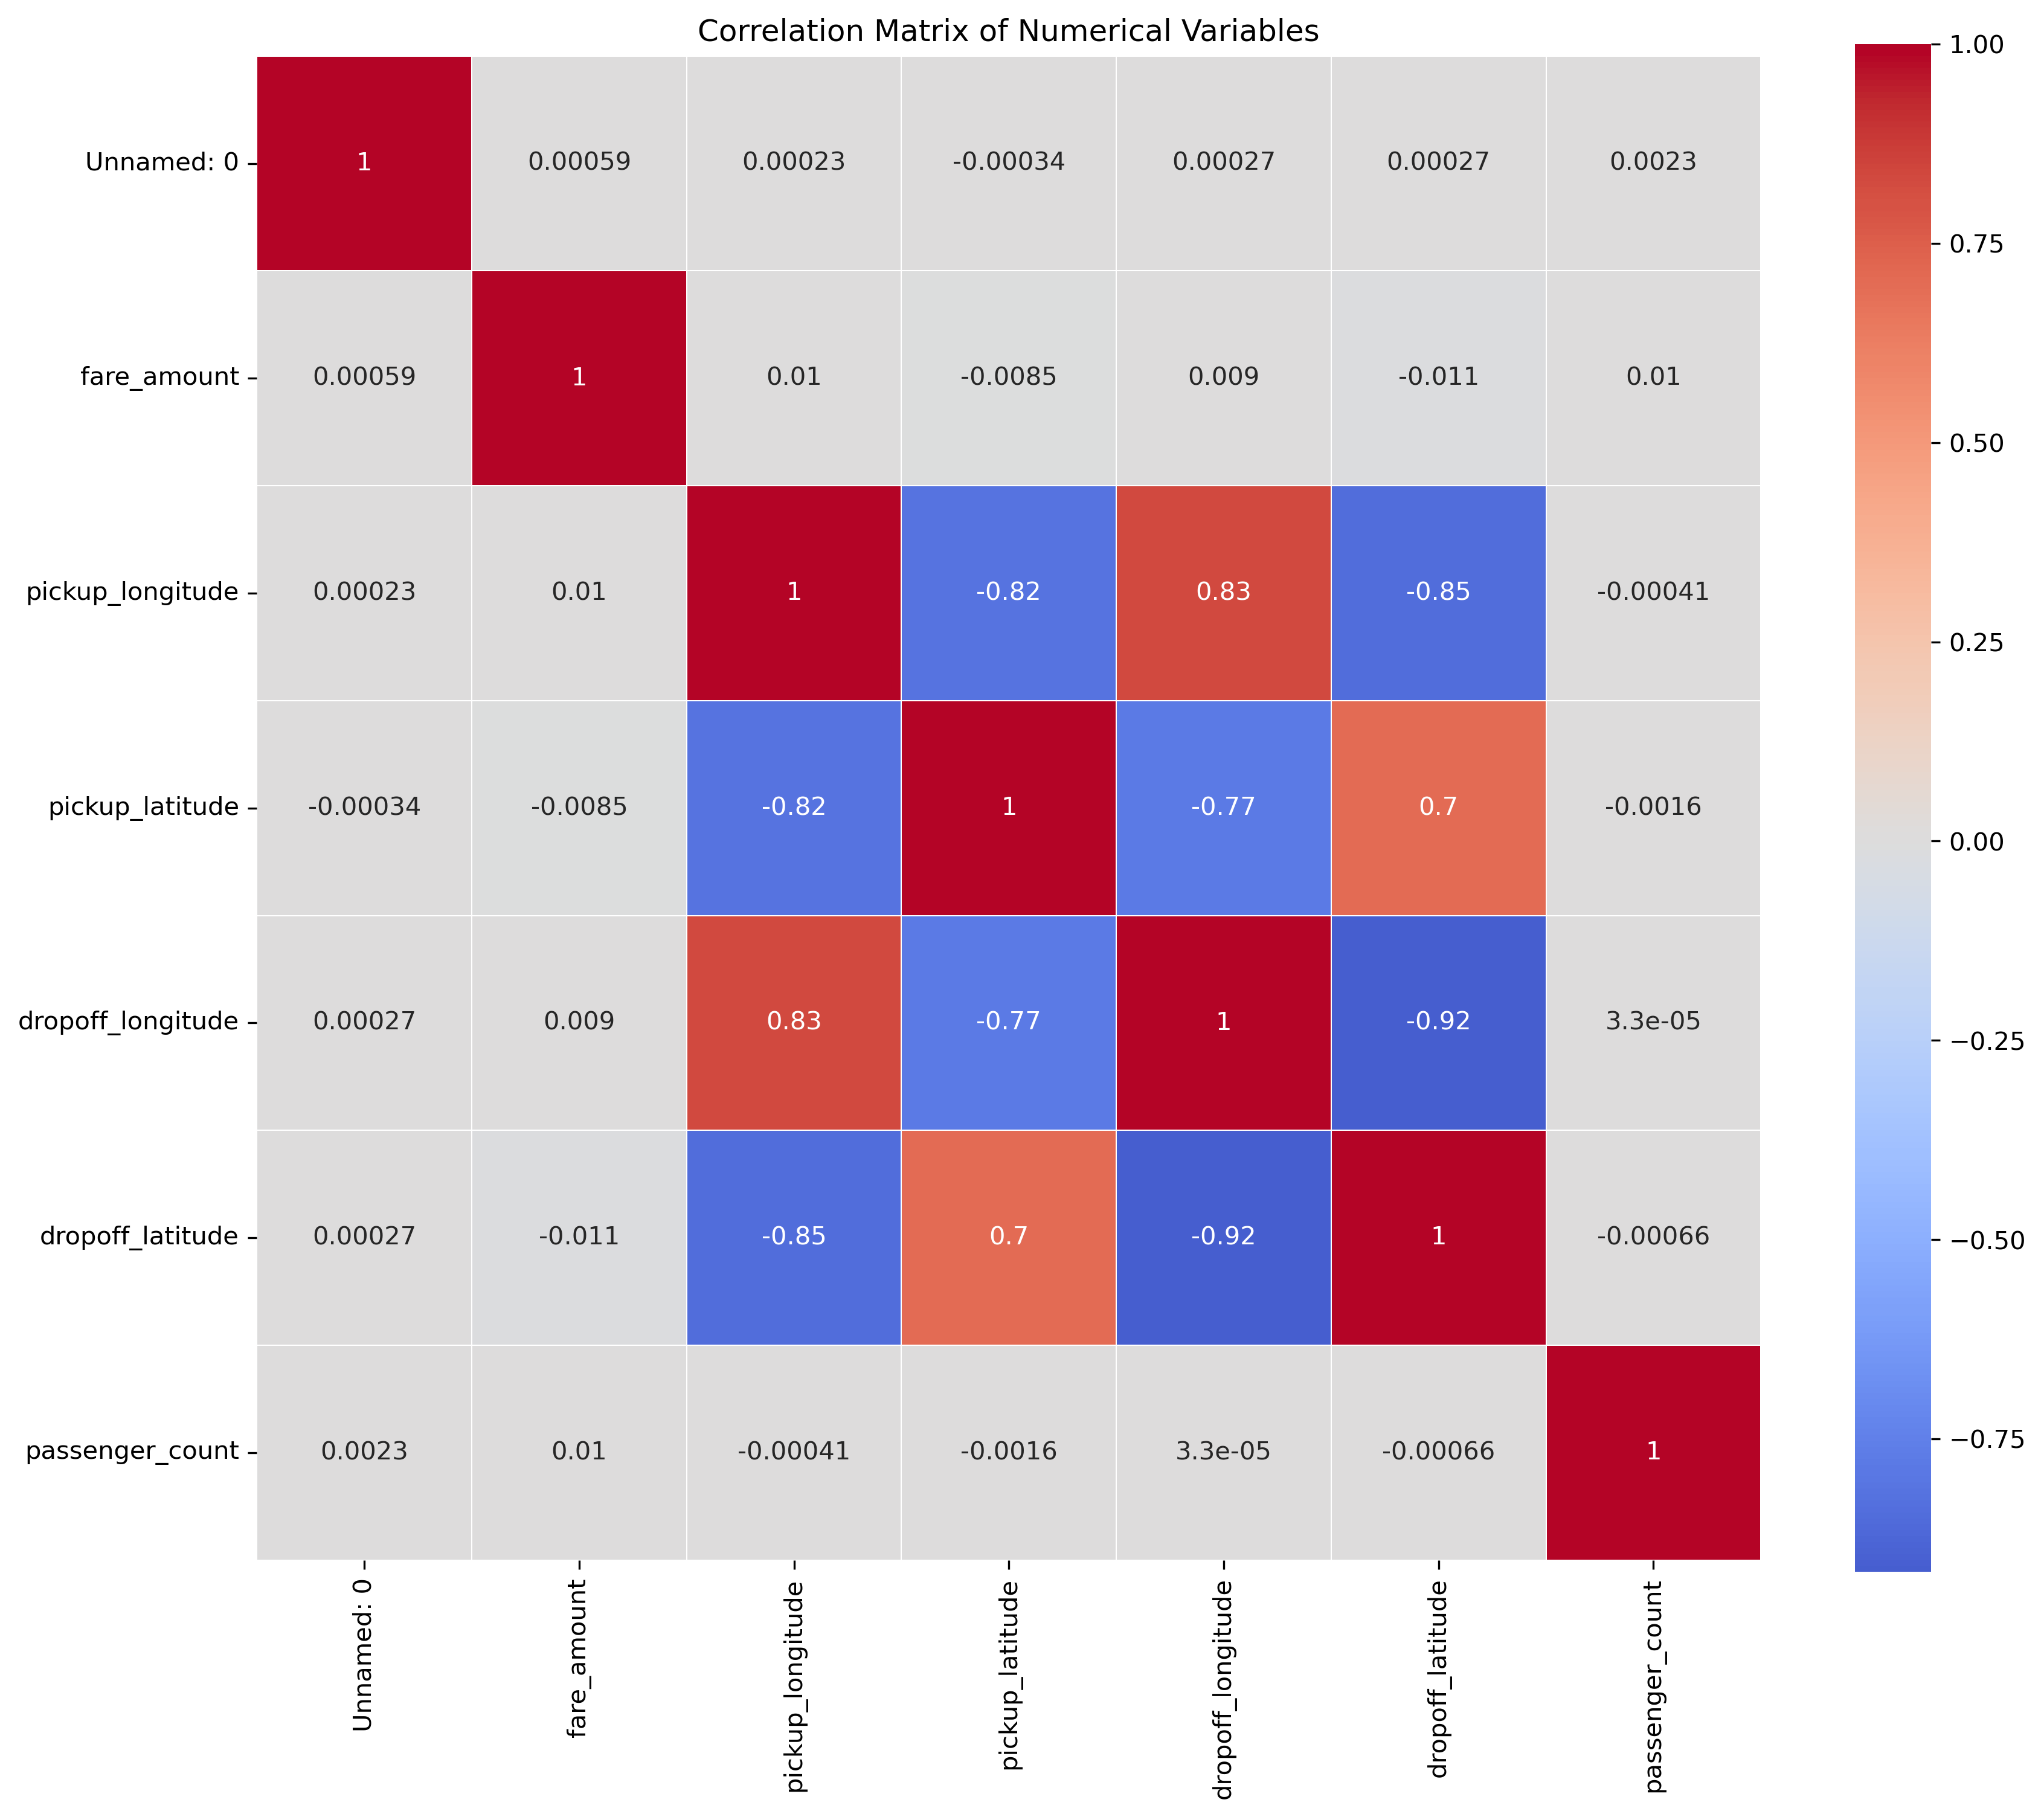 Correlation Matrix of Numerical Variables
Unnamed: 0 1 0.00059 0.00023 -0.00034 0.00027 0.00027 0.0023
fare_amount 0.00059 1 0.01 -0.0085 0.009 -0.011 0.01
pickup_longitude 0.00023 0.01 1 -0.82 0.83 -0.85 -0.00041
pickup_latitude -0.00034 -0.0085 -0.82 1 -0.77 0.7 -0.0016
dropoff_longitude 0.00027 0.009 0.83 -0.77 1 -0.92 3.3e-05
dropoff_latitude 0.00027 -0.011 -0.85 0.7 -0.92 1 -0.00066
passenger_count 0.0023 0.01 -0.00041 -0.0016 3.3e-05 -0.00066 1
Unnamed: 0
fare_amount
pickup_longitude
pickup_latitude
dropoff_longitude
dropoff_latitude
passenger_count
1.00
0.75
0.50
0.25
0.00
−0.25
−0.50
−0.75